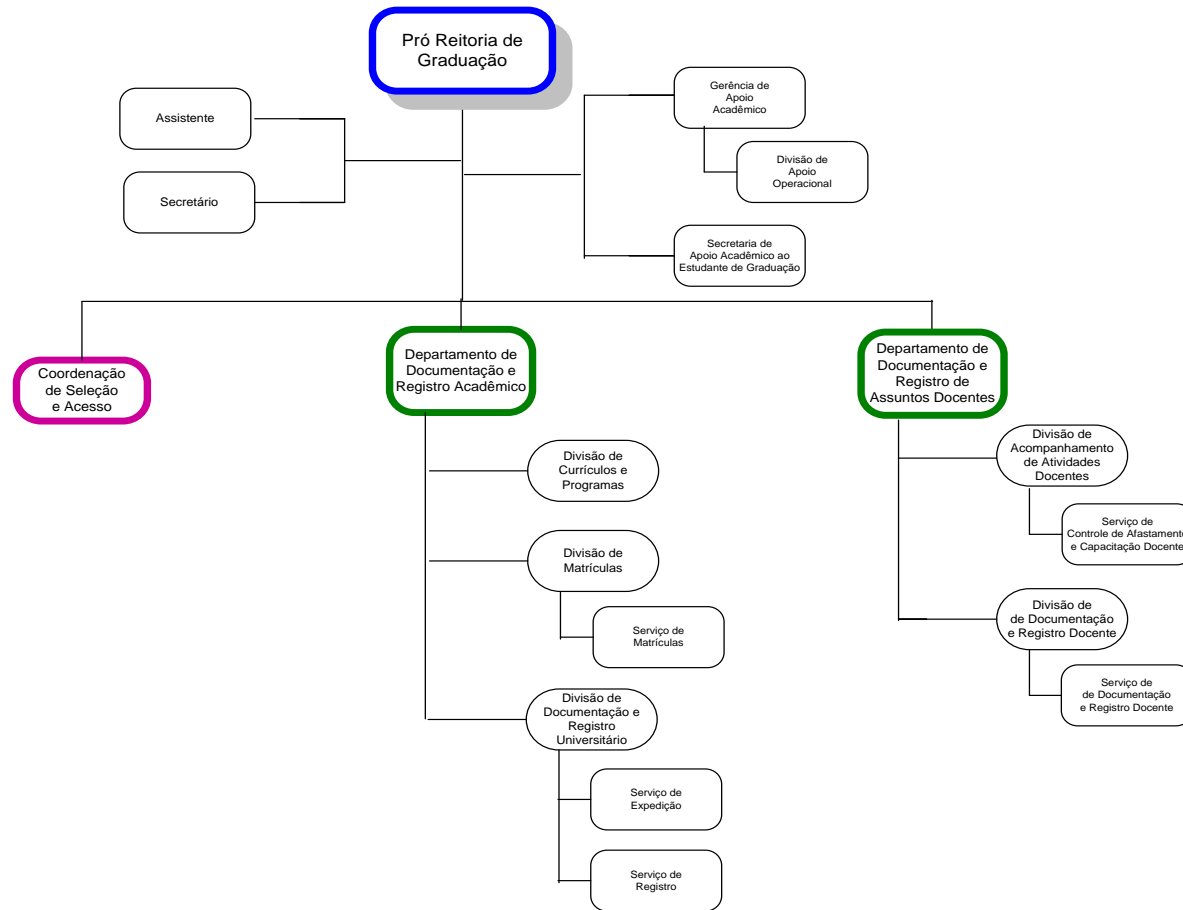 Pró Reitoria de
Graduação
Assistente
Secretário
Gerência de
Apoio
Acadêmico
Divisão de
Apoio
Operacional
Secretaria de
Apoio Acadêmico ao
Estudante de Graduação
Coordenação
de Seleção
e Acesso
Departamento de
Documentação e
Registro Acadêmico
Divisão de
Currículos e
Programas
Divisão de
Matrículas
Serviço de
Matrículas
Divisão de
Documentação e
Registro
Universitário
Serviço de
Expedição
Serviço de
Registro
Departamento de
Documentação e
Registro de
Assuntos Docentes
Divisão de
Acompanhamento
de Atividades
Docentes
Serviço de
Controle de Afastamento
e Capacitação Docente
Divisão de
de Documentação
e Registro Docente
Serviço de
de Documentação
e Registro Docente